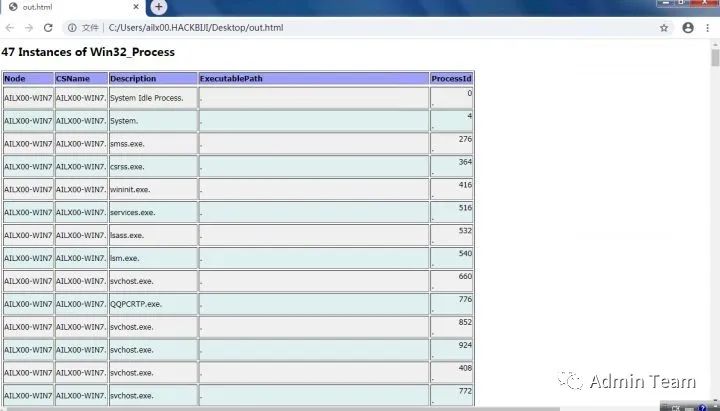 out.html
文件 C:/Users/ailx00.HACKBIJI/Desktop/out.html
47 Instances of Win32_Process
Node CSName Description ExecutablePath ProcessId
AILX00-WIN7 AILX00-WIN7. System Idle Process. . 0 .
AILX00-WIN7 AILX00-WIN7. System. . 4 .
AILX00-WIN7 AILX00-WIN7. smss.exe. . 276 .
AILX00-WIN7 AILX00-WIN7. csrss.exe. . 364 .
AILX00-WIN7 AILX00-WIN7. wininit.exe. . 416 .
AILX00-WIN7 AILX00-WIN7. services.exe. . 516 .
AILX00-WIN7 AILX00-WIN7. lsass.exe. . 532 .
AILX00-WIN7 AILX00-WIN7. lsm.exe. . 540 .
AILX00-WIN7 AILX00-WIN7. svchost.exe. . 660 .
AILX00-WIN7 AILX00-WIN7. QQPCRTP.exe. . 776 .
AILX00-WIN7 AILX00-WIN7. svchost.exe. . 852 .
AILX00-WIN7 AILX00-WIN7. svchost.exe. . 924 .
AILX00-WIN7 AILX00-WIN7. svchost.exe. . 408 .
AILX00-WIN7 AILX00-WIN7. svchost.exe. . 772
Admin Team